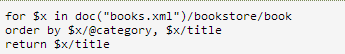 for $x in doc("books.xml")/bookstore/book
order by $x/@category, $x/title
return $x/title